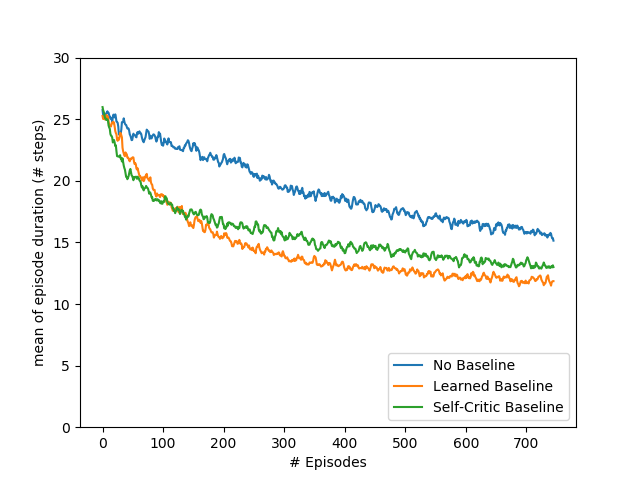 30
25
20
15
10
5
0
mean of episode duration (# steps)
No Baseline
Learned Baseline
Self-Critic Baseline
0 100 200 300 400 500 600 700
# Episodes